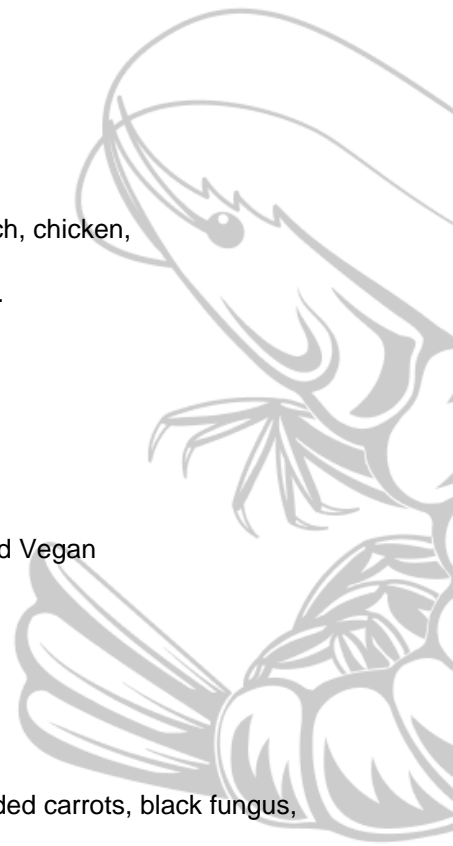 ch, chicken,
.
d Vegan
ded carrots, black fungus,